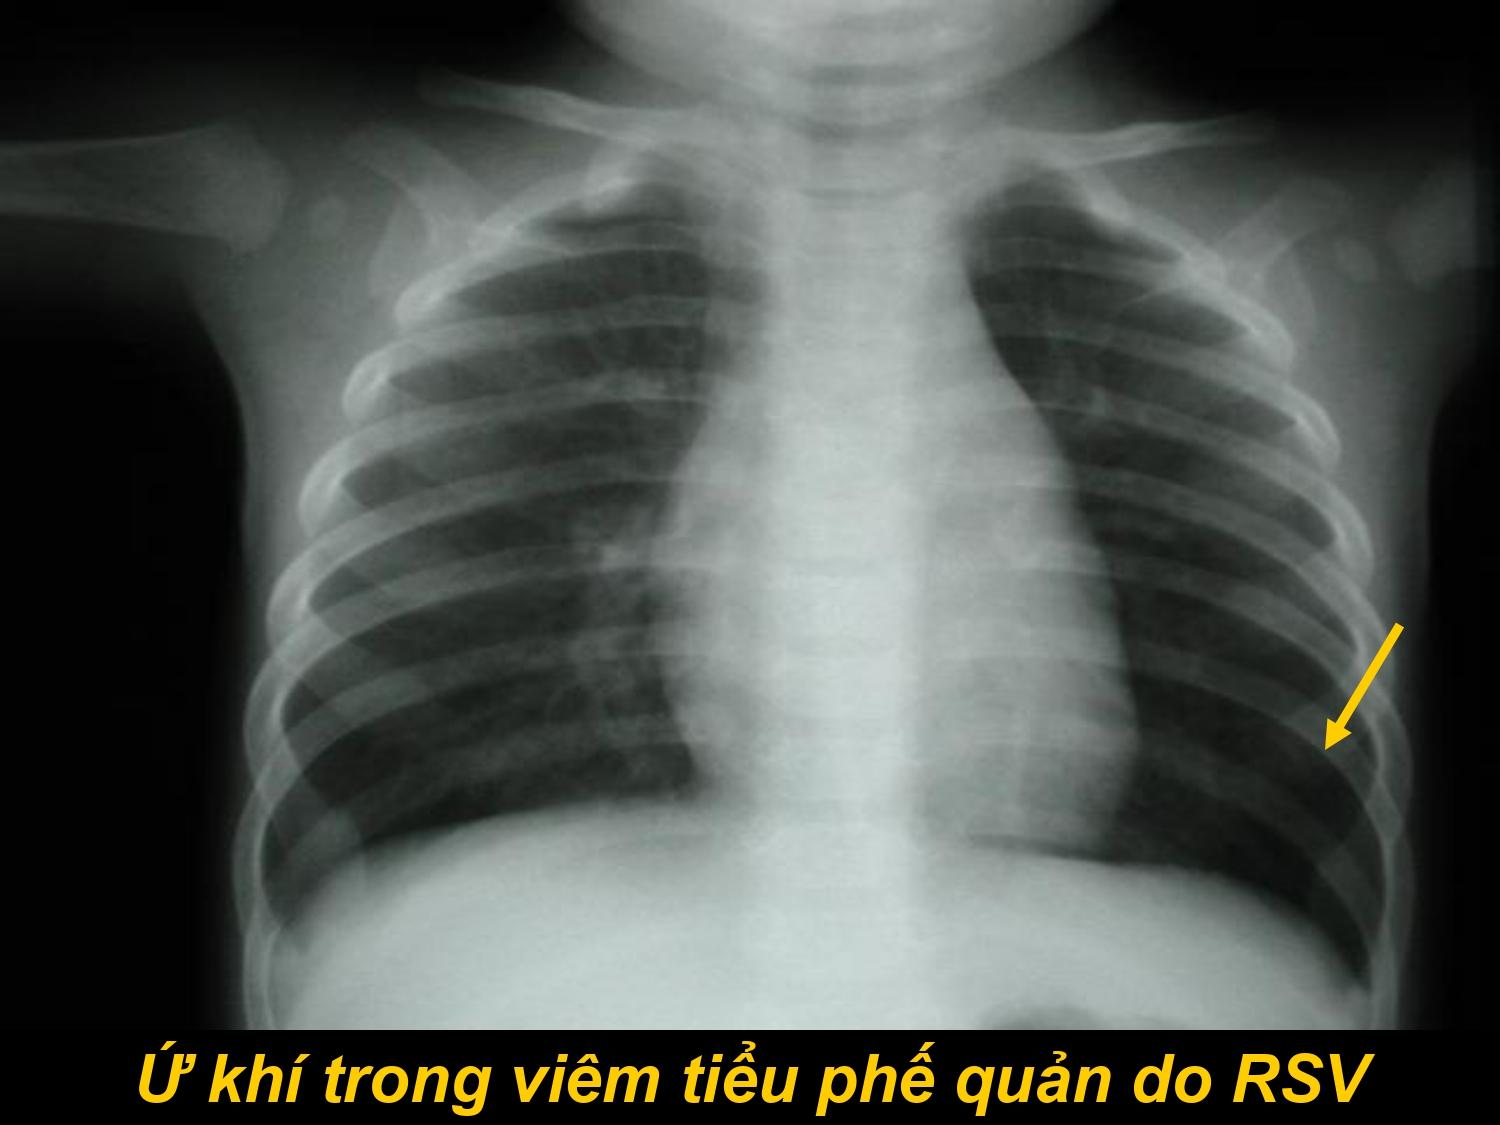 Ứ khí trong viêm tiểu phế quản do RSV